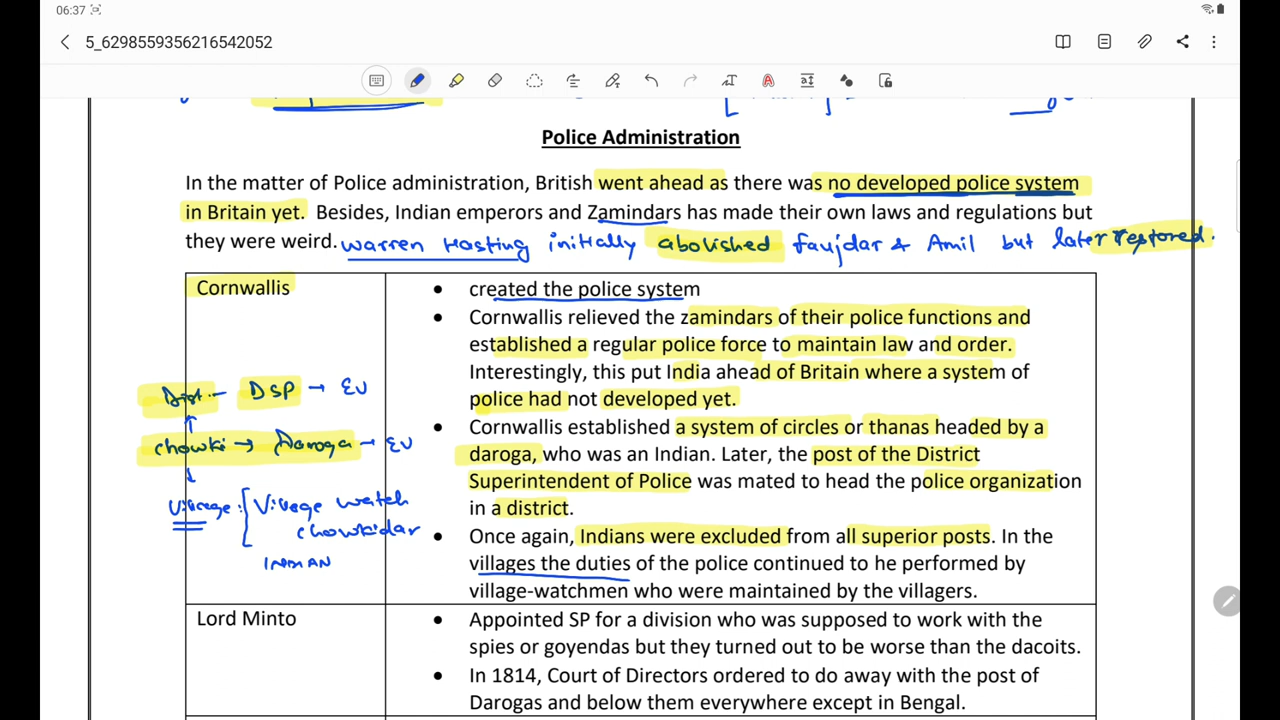 06:37
5_6298559356216542052
Police Administration
In the matter of Police administration, British went ahead as there was no developed police system
in Britain yet. Besides, Indian emperors and Zamindars has made their own laws and regulations but
they were weird. Warren Hasting initially abolished faujdar & Amil but later restored.
Cornwallis
• created the police system
• Cornwallis relieved the zamindars of their police functions and
established a regular police force to maintain law and order.
Interestingly, this put India ahead of Britain where a system of
police had not developed yet.
• Cornwallis established a system of circles or thanas headed by a
daroga, who was an Indian. Later, the post of the District
Superintendent of Police was mated to head the police organization
in a district.
• Once again, Indians were excluded from all superior posts. In the
villages the duties of the police continued to he performed by
village-watchmen who were maintained by the villagers.
Dist. - DSP → EU
chowki → Daroga → EU
Village: [ Village watch
chowkidar
INDIAN
Lord Minto
• Appointed SP for a division who was supposed to work with the
spies or goyendas but they turned out to be worse than the dacoits.
• In 1814, Court of Directors ordered to do away with the post of
Darogas and below them everywhere except in Bengal.